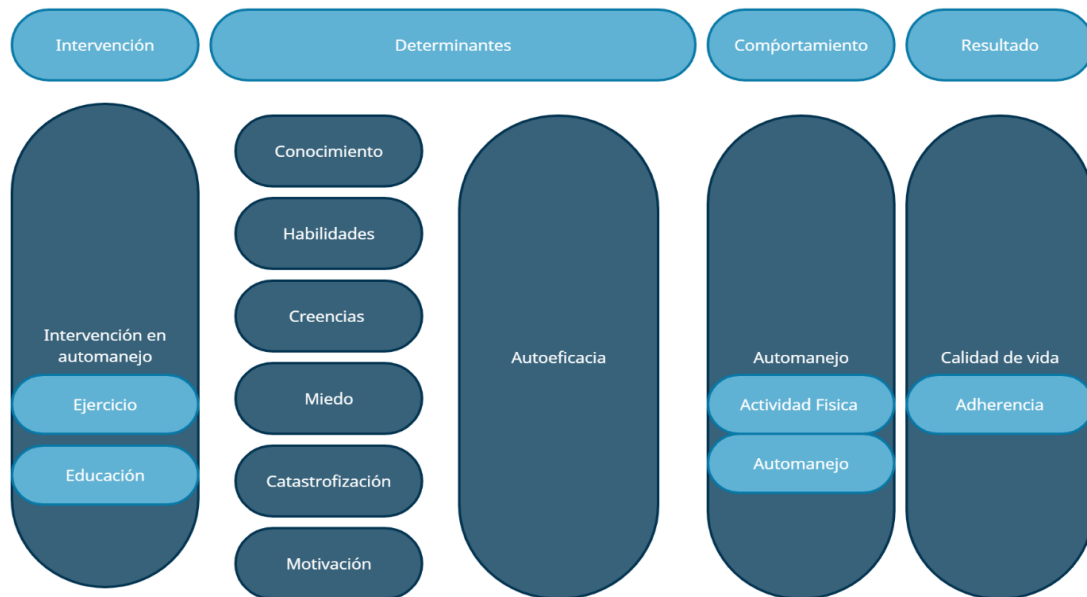 Intervención
Determinantes
Comṕortamiento
Resultado
Intervención en
automanejo
Ejercicio
Educación
Conocimiento
Habilidades
Creencias
Miedo
Catastrofización
Motivación
Autoeficacia
Automanejo
Actividad Fisica
Automanejo
Calidad de vida
Adherencia